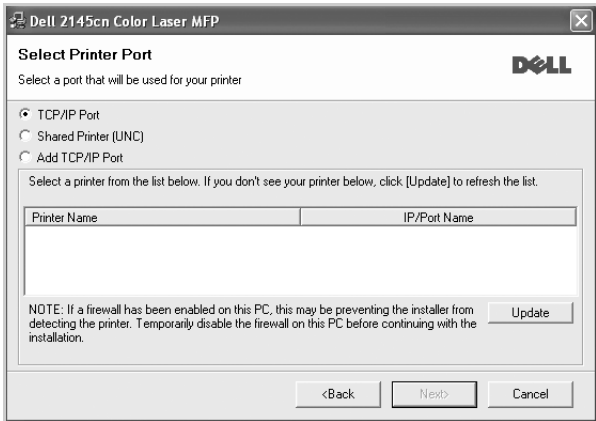 Dell 2145cn Color Laser MFP
Select Printer Port
Select a port that will be used for your printer
DELL
TCP/IP Port
Shared Printer (UNC)
Add TCP/IP Port
Select a printer from the list below. If you don't see your printer below, click [Update] to refresh the list.
Printer Name IP/Port Name
NOTE: If a firewall has been enabled on this PC, this may be preventing the installer from
detecting the printer. Temporarily disable the firewall on this PC before continuing with the
installation.
Update
<Back Next> Cancel